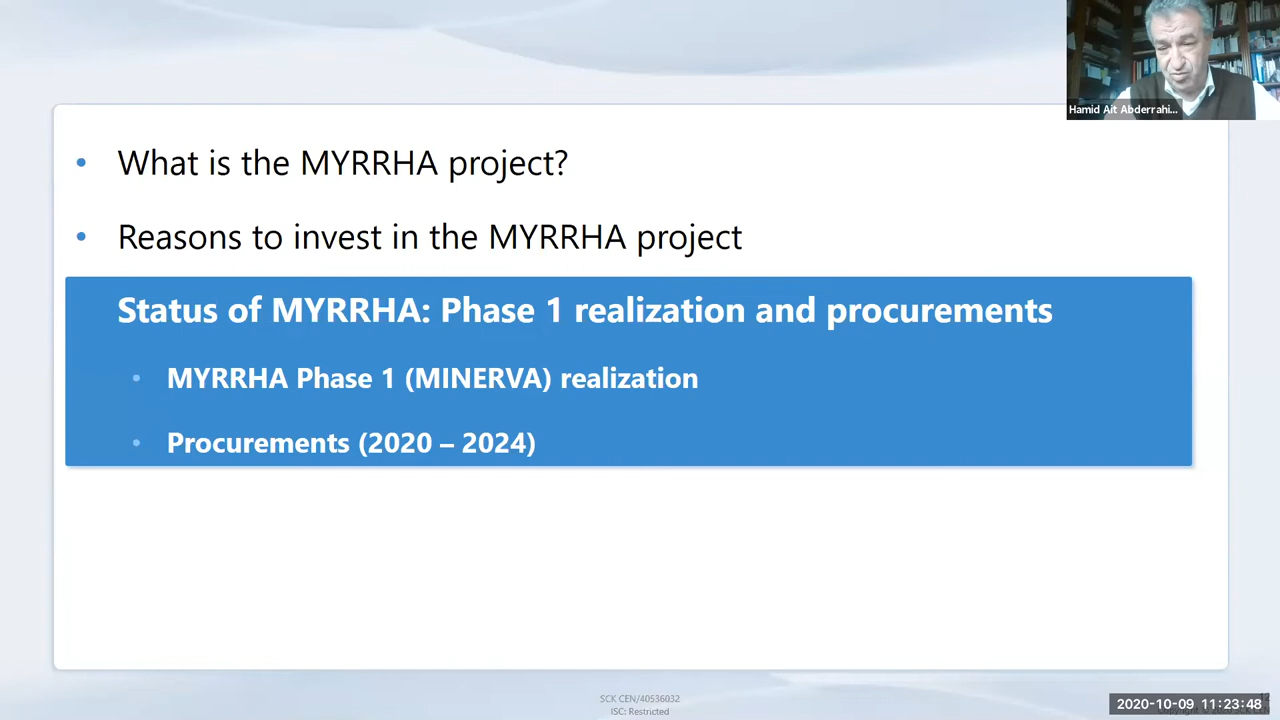 Hamid Ait Abderrahi...
• What is the MYRRHA project?
• Reasons to invest in the MYRRHA project
Status of MYRRHA: Phase 1 realization and procurements
• MYRRHA Phase 1 (MINERVA) realization
• Procurements (2020 – 2024)
SCK CEN/40536032
ISC: Restricted
2020-10-09 11:23:48